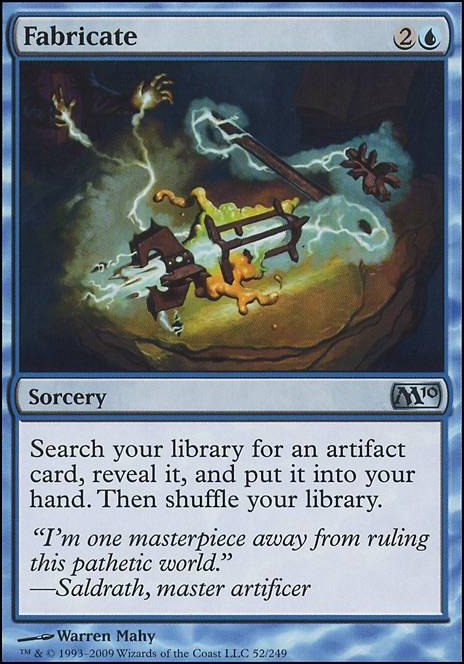 Fabricate 2
Sorcery M10
Search your library for an artifact
card, reveal it, and put it into your
hand. Then shuffle your library.
“I’m one masterpiece away from ruling
this pathetic world.”
—Saldrath, master artificer
Warren Mahy
™ & © 1993–2009 Wizards of the Coast LLC 52/249